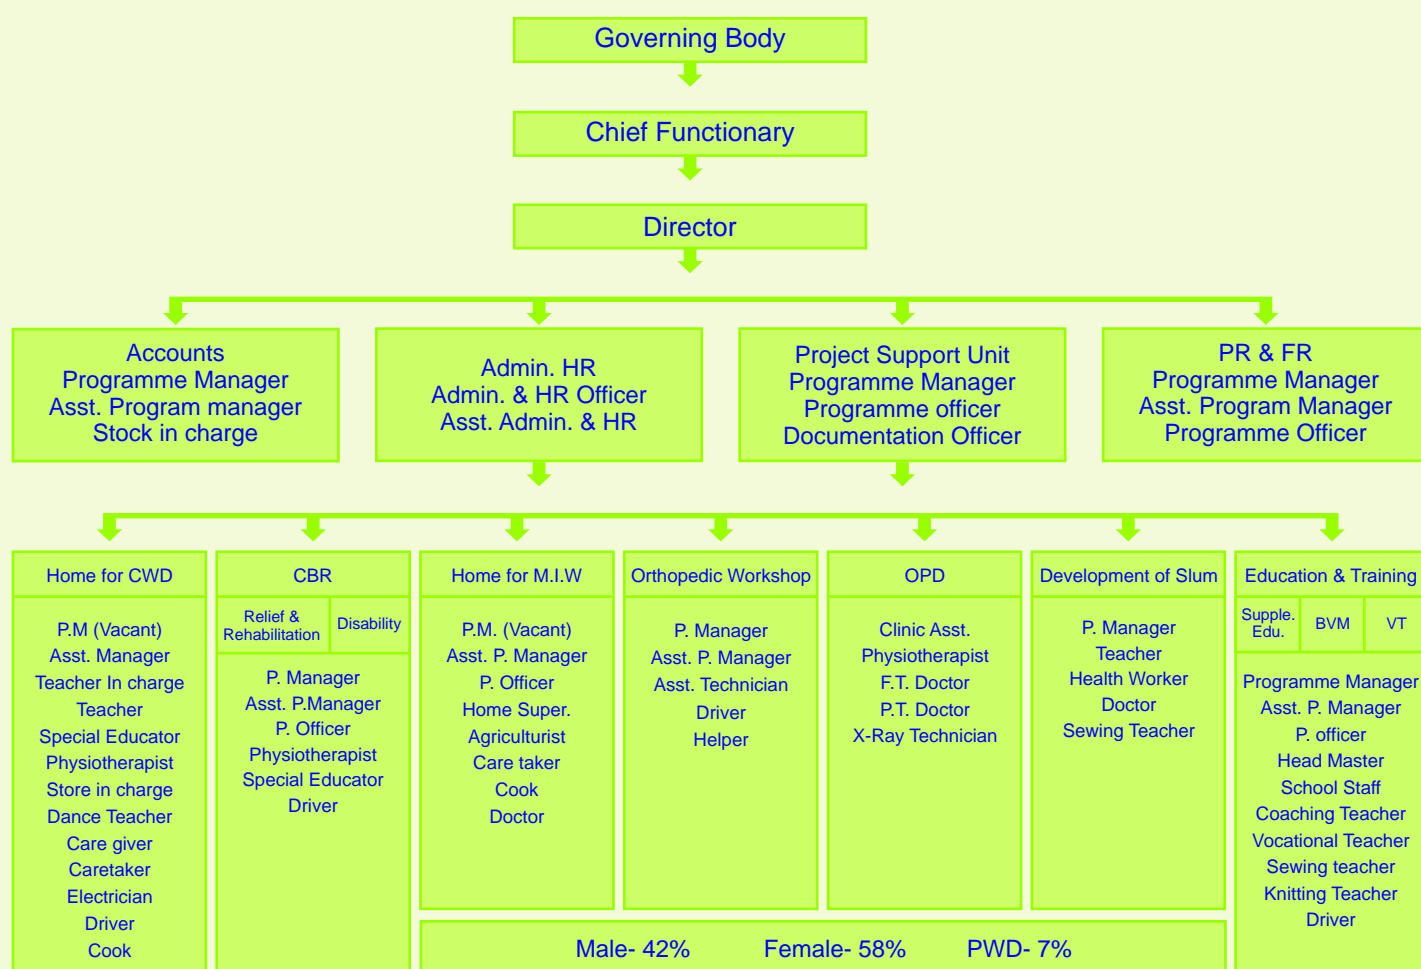 Governing Body
Chief Functionary
Director
Accounts
Programme Manager
Asst. Program manager
Stock in charge
Admin. HR
Admin. & HR Officer
Asst. Admin. & HR
Project Support Unit
Programme Manager
Programme officer
Documentation Officer
PR & FR
Programme Manager
Asst. Program Manager
Programme Officer
Home for CWD
P.M (Vacant)
Asst. Manager
Teacher In charge
Teacher
Special Educator
Physiotherapist
Store in charge
Dance Teacher
Care giver
Caretaker
Electrician
Driver
Cook
CBR
Relief &
Rehabilitation
Disability
P. Manager
Asst. P.Manager
P. Officer
Physiotherapist
Special Educator
Driver
Home for M.I.W
P.M. (Vacant)
Asst. P. Manager
P. Officer
Home Super.
Agriculturist
Care taker
Cook
Doctor
Orthopedic Workshop
P. Manager
Asst. P. Manager
Asst. Technician
Driver
Helper
OPD
Clinic Asst.
Physiotherapist
F.T. Doctor
P.T. Doctor
X-Ray Technician
Development of Slum
P. Manager
Teacher
Health Worker
Doctor
Sewing Teacher
Education & Training
Supple.
Edu.
BVM
VT
Programme Manager
Asst. P. Manager
P. officer
Head Master
School Staff
Coaching Teacher
Vocational Teacher
Sewing teacher
Knitting Teacher
Driver
Male- 42% Female- 58% PWD- 7%